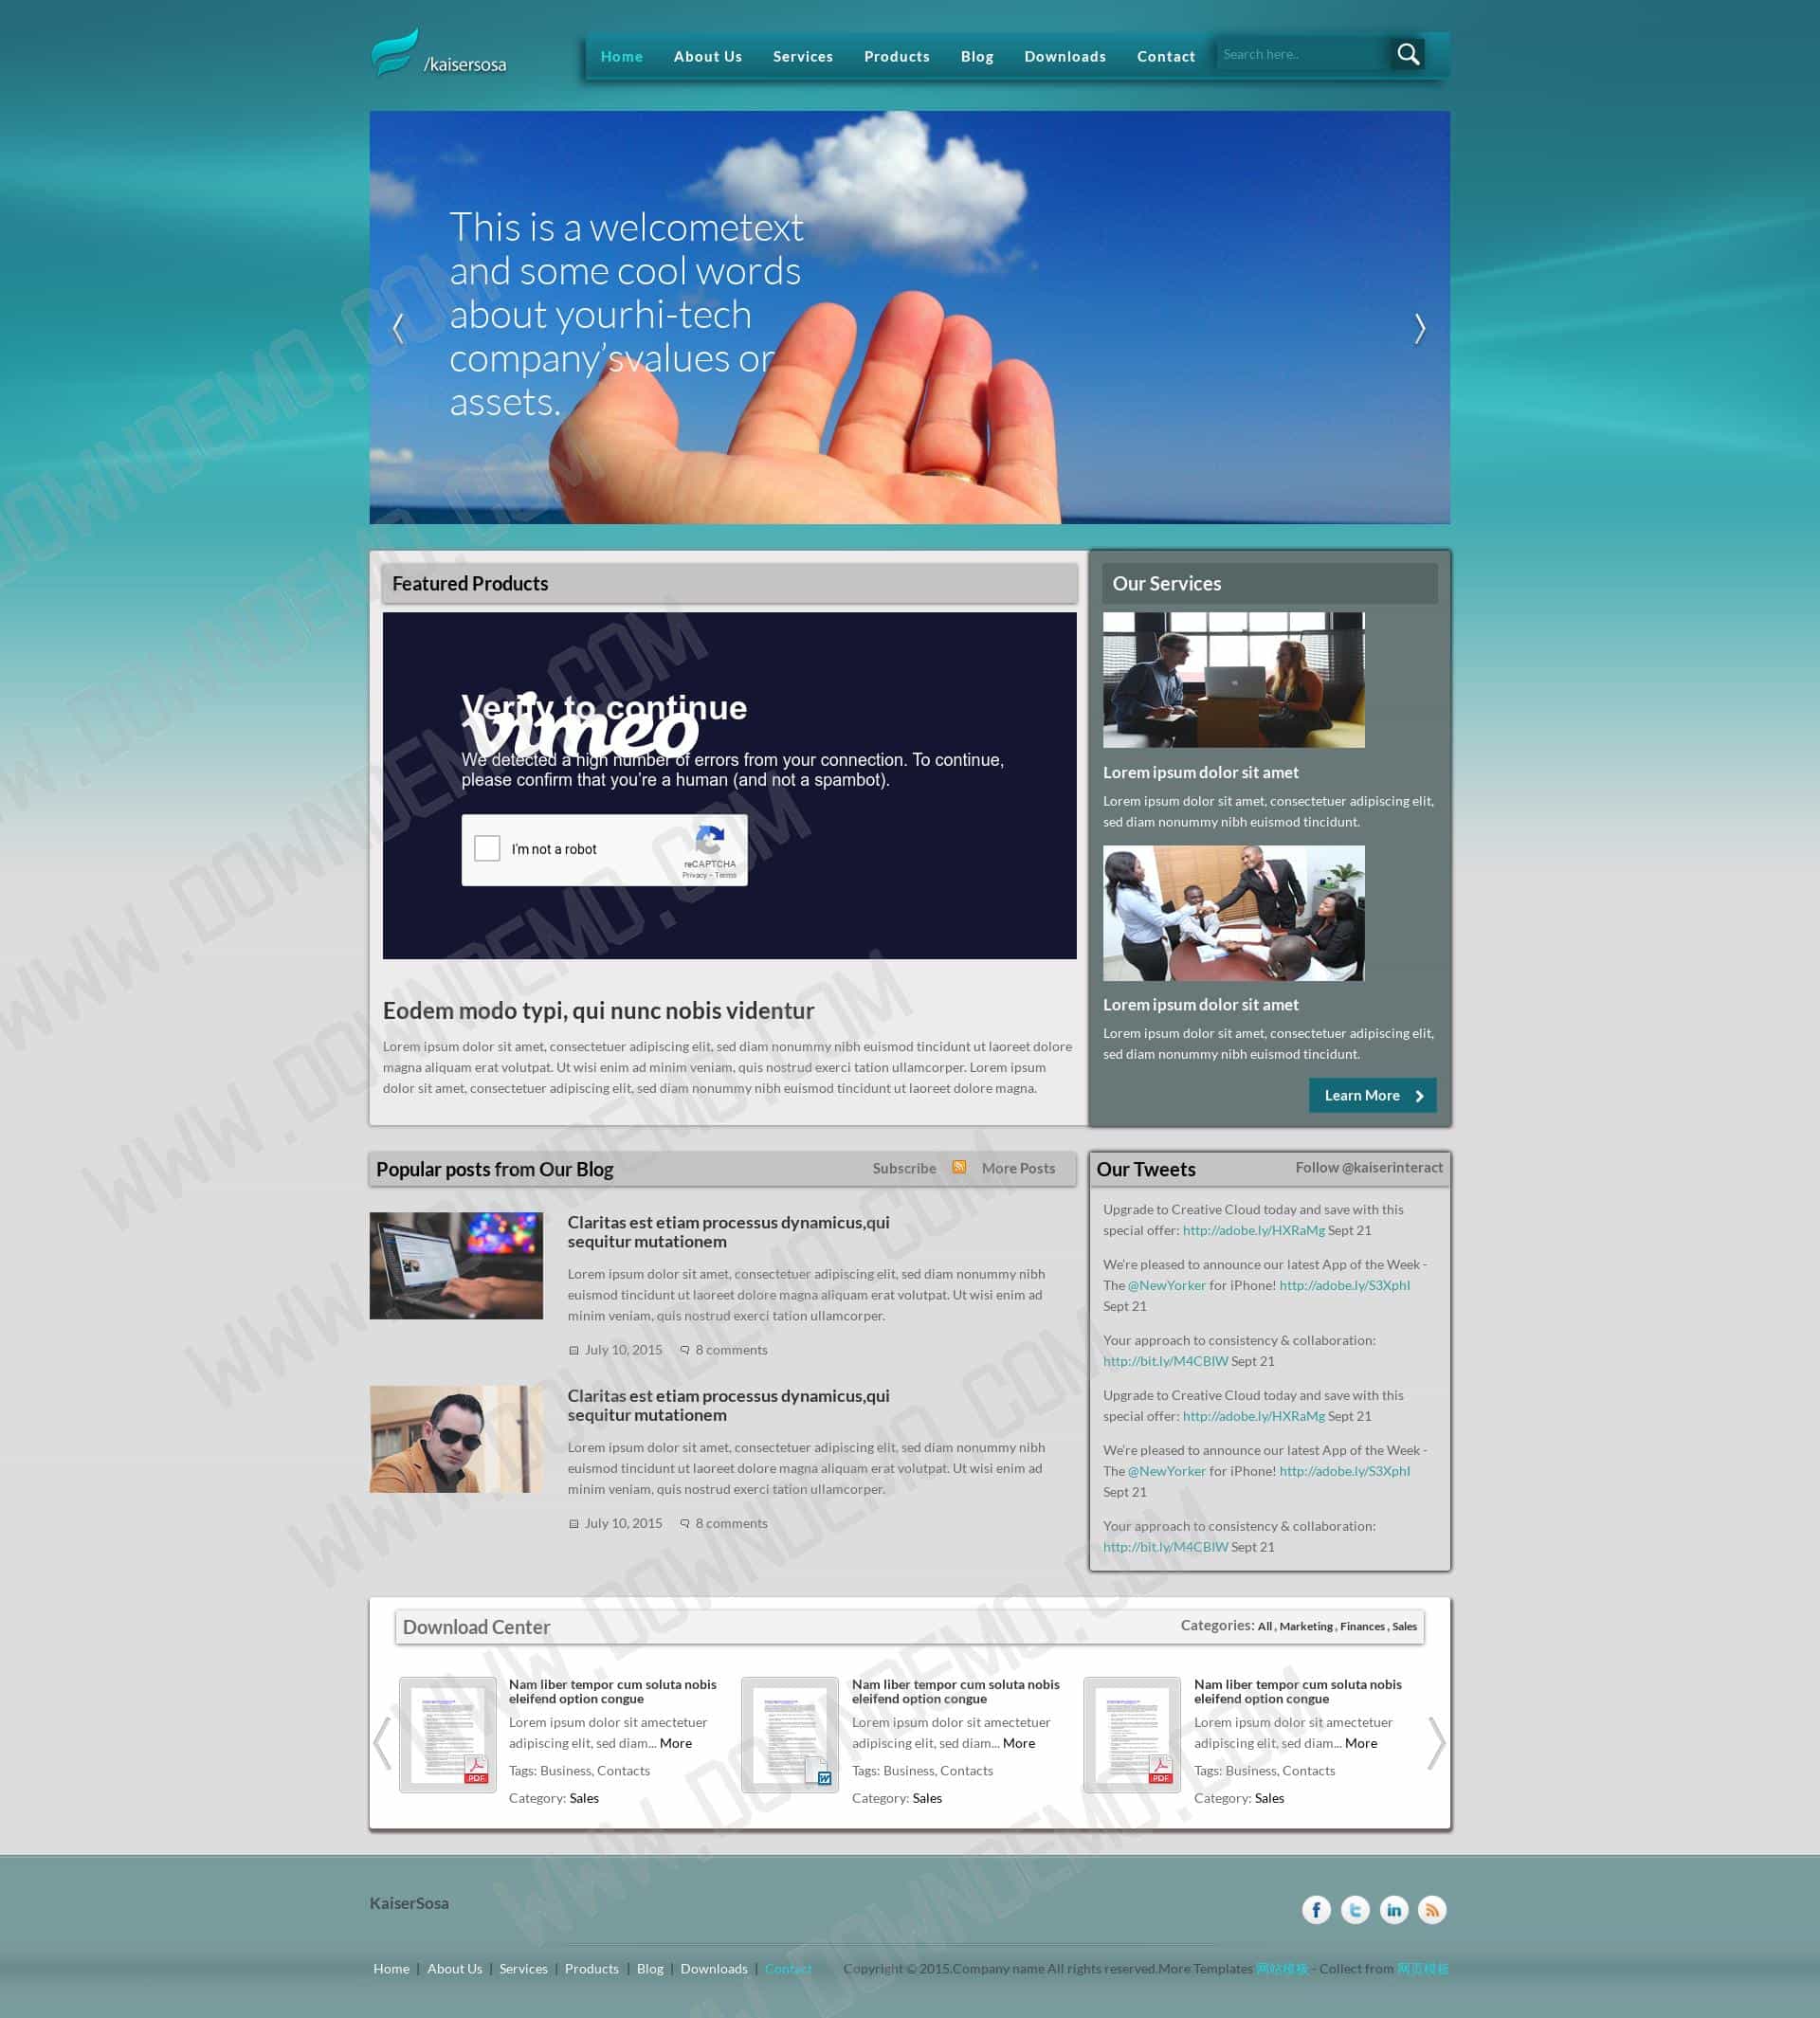 /kaisersosa
Home About Us Services Products Blog Downloads Contact Search here..
This is a welcometext
and some cool words
about yourhi-tech
company’svalues or
assets.
Featured Products
Verify to continue
vimeo
We detected a high number of errors from your connection. To continue,
please confirm that you’re a human (and not a spambot).
I'm not a robot
reCAPTCHA
Privacy - Terms
Eodem modo typi, qui nunc nobis videntur
Lorem ipsum dolor sit amet, consectetuer adipiscing elit, sed diam nonummy nibh euismod tincidunt ut laoreet dolore
magna aliquam erat volutpat. Ut wisi enim ad minim veniam, quis nostrud exerci tation ullamcorper. Lorem ipsum
dolor sit amet, consectetuer adipiscing elit, sed diam nonummy nibh euismod tincidunt ut laoreet dolore magna.
Our Services
Lorem ipsum dolor sit amet
Lorem ipsum dolor sit amet, consectetuer adipiscing elit,
sed diam nonummy nibh euismod tincidunt.
Lorem ipsum dolor sit amet
Lorem ipsum dolor sit amet, consectetuer adipiscing elit,
sed diam nonummy nibh euismod tincidunt.
Learn More
Popular posts from Our Blog Subscribe More Posts
Claritas est etiam processus dynamicus,qui
sequitur mutationem
Lorem ipsum dolor sit amet, consectetuer adipiscing elit, sed diam nonummy nibh
euismod tincidunt ut laoreet dolore magna aliquam erat volutpat. Ut wisi enim ad
minim veniam, quis nostrud exerci tation ullamcorper.
July 10, 2015 8 comments
Claritas est etiam processus dynamicus,qui
sequitur mutationem
Lorem ipsum dolor sit amet, consectetuer adipiscing elit, sed diam nonummy nibh
euismod tincidunt ut laoreet dolore magna aliquam erat volutpat. Ut wisi enim ad
minim veniam, quis nostrud exerci tation ullamcorper.
July 10, 2015 8 comments
Our Tweets Follow @kaiserinteract
Upgrade to Creative Cloud today and save with this
special offer: http://adobe.ly/HXRaMg Sept 21
We’re pleased to announce our latest App of the Week -
The @NewYorker for iPhone! http://adobe.ly/S3XphI
Sept 21
Your approach to consistency & collaboration:
http://bit.ly/M4CBIW Sept 21
Upgrade to Creative Cloud today and save with this
special offer: http://adobe.ly/HXRaMg Sept 21
We’re pleased to announce our latest App of the Week -
The @NewYorker for iPhone! http://adobe.ly/S3XphI
Sept 21
Your approach to consistency & collaboration:
http://bit.ly/M4CBIW Sept 21
Download Center Categories: All , Marketing , Finances , Sales
Nam liber tempor cum soluta nobis
eleifend option congue
Lorem ipsum dolor sit amectetuer
adipiscing elit, sed diam... More
Tags: Business, Contacts
Category: Sales
PDF
Nam liber tempor cum soluta nobis
eleifend option congue
Lorem ipsum dolor sit amectetuer
adipiscing elit, sed diam... More
Tags: Business, Contacts
Category: Sales
Nam liber tempor cum soluta nobis
eleifend option congue
Lorem ipsum dolor sit amectetuer
adipiscing elit, sed diam... More
Tags: Business, Contacts
Category: Sales
PDF
KaiserSosa
Home | About Us | Services | Products | Blog | Downloads | Contact
Copyright © 2015.Company name All rights reserved.More Templates 网站模板 - Collect from 网页模板
WWW.DOWNDEMO.COM